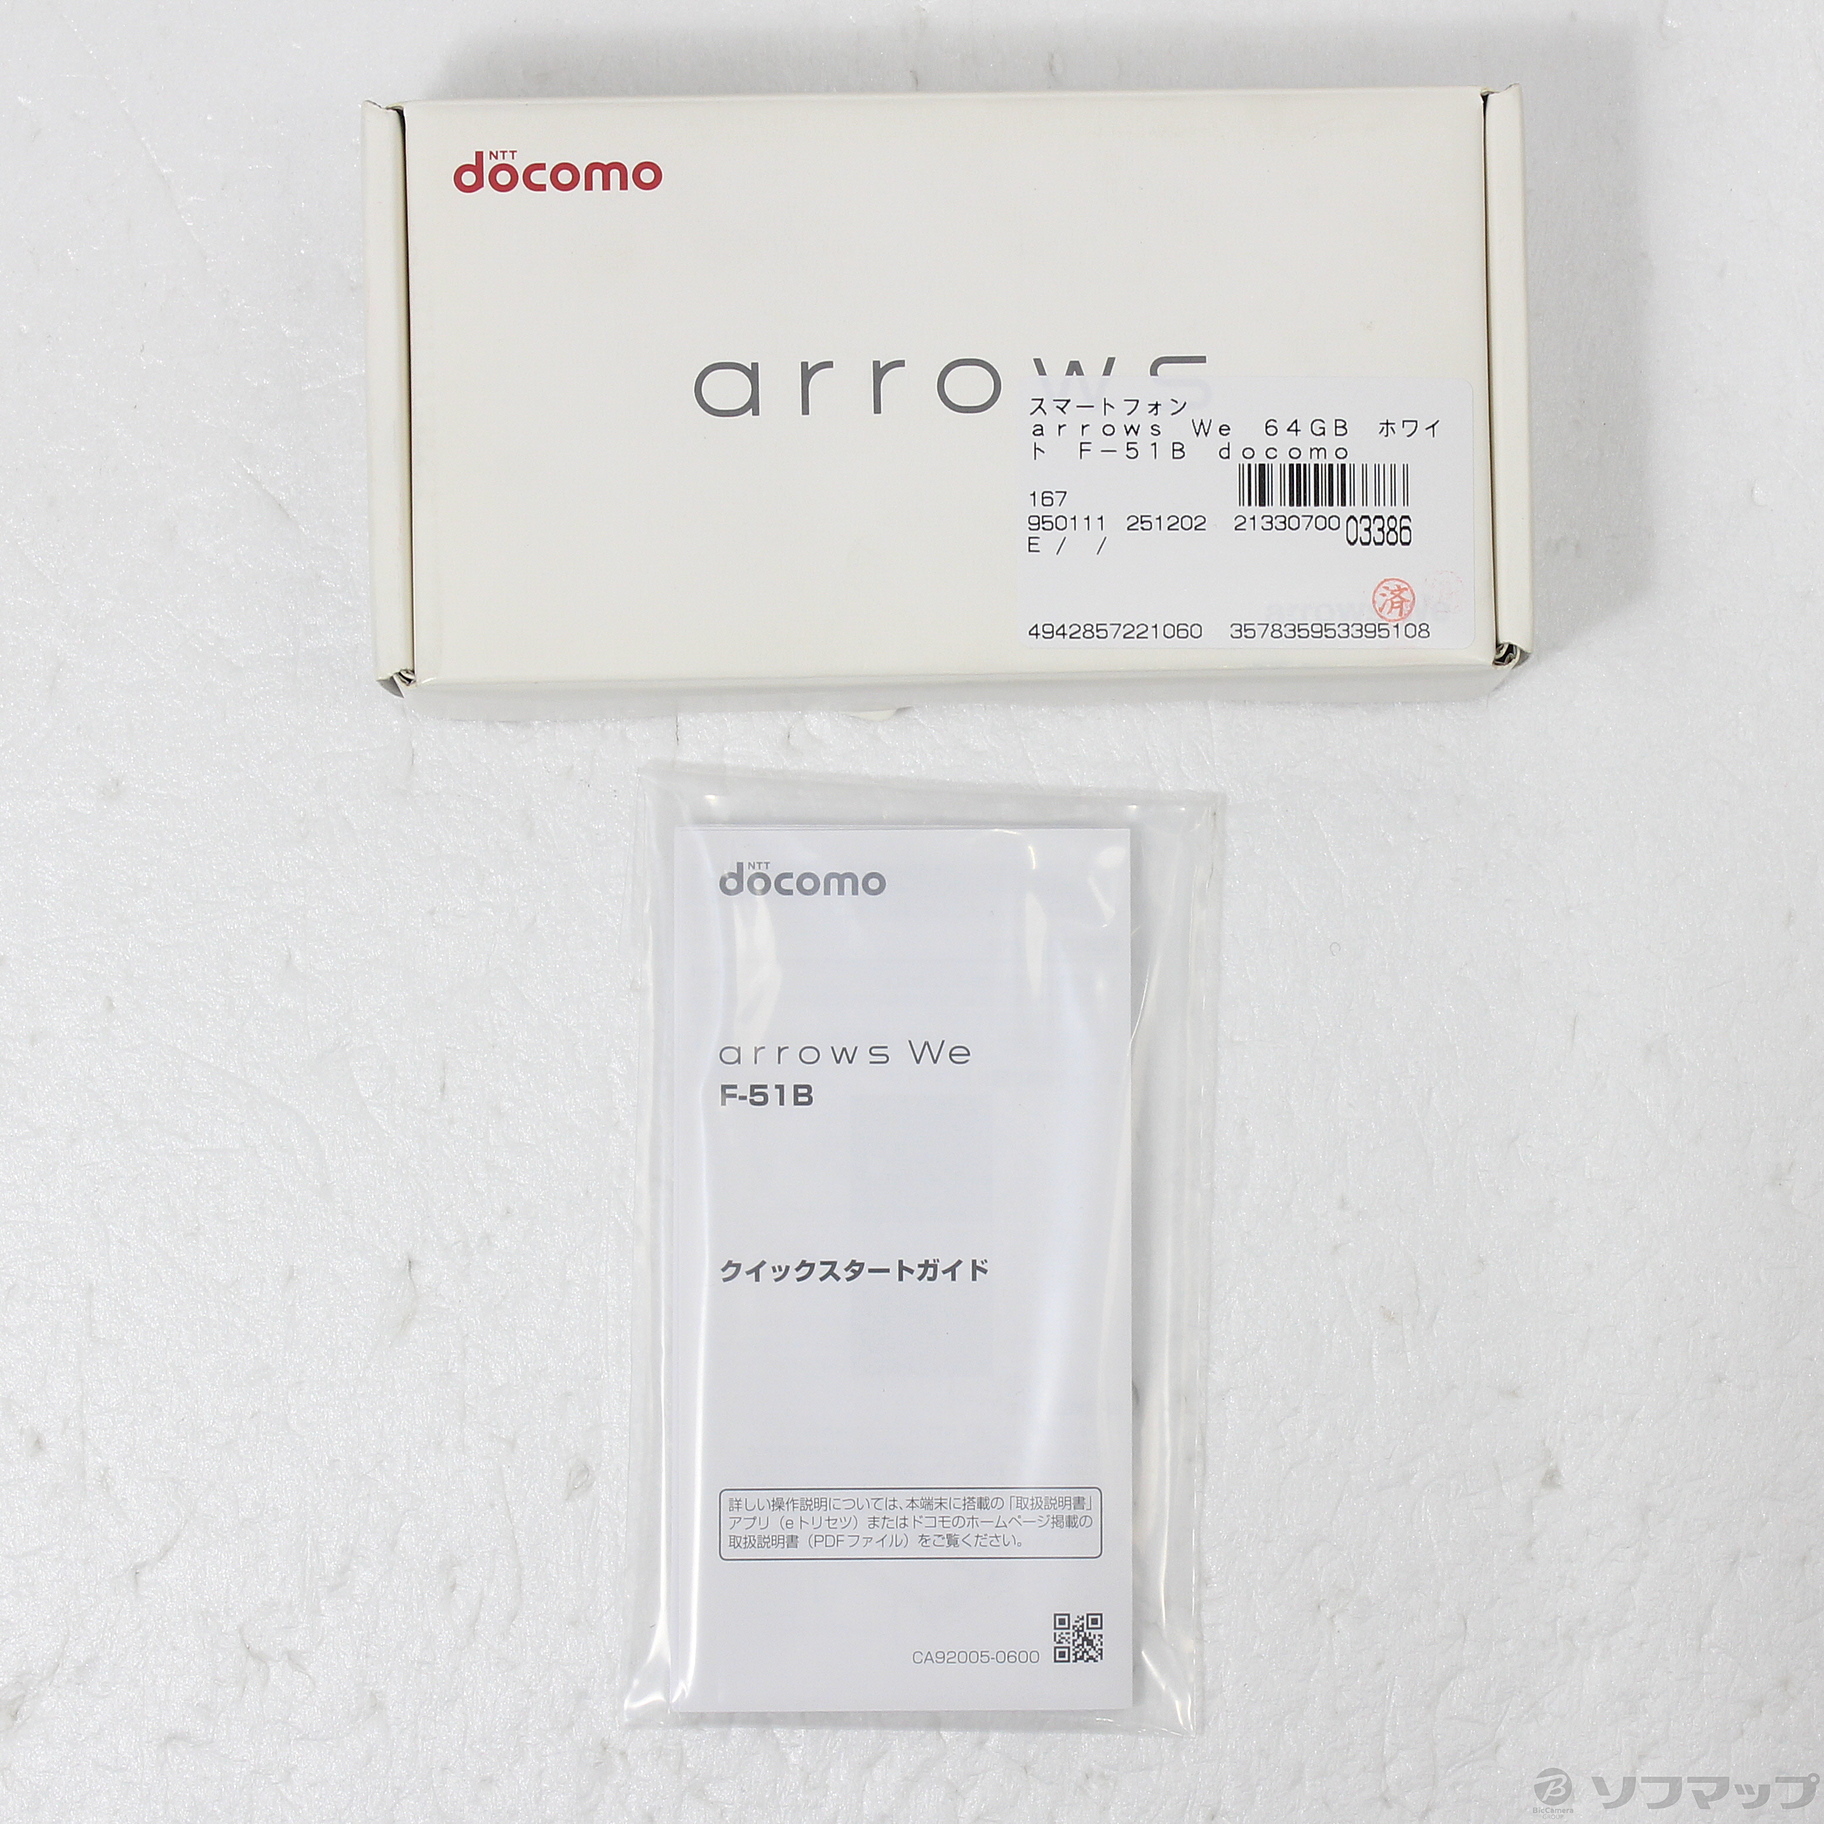 NTT
docomo
arrows
スマートフォン
arrows We 64GB ホワイ
ト F-51B docomo
167
950111 251202 21330700 03386
E / /
済
4942857221060 357835953395108
NTT
docomo
arrows We
F-51B
クイックスタートガイド
詳しい操作説明については、本端末に搭載の「取扱説明書」
アプリ（eトリセツ）またはドコモのホームページ掲載の
取扱説明書（PDFファイル）をご覧ください。
CA92005-0600
B
BicCamera
GROUP
ソフマップ